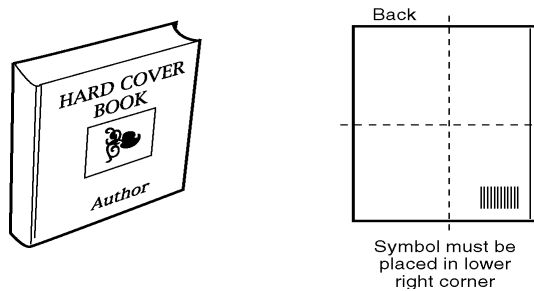 HARD COVER
BOOK
Author
Back
Symbol must be
placed in lower
right corner